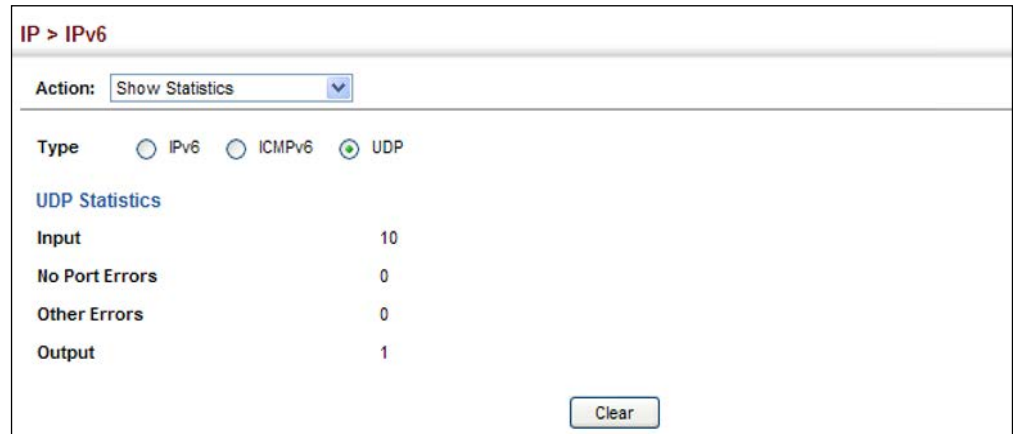 IP > IPv6
Action: Show Statistics
Type IPv6 ICMPv6 UDP
UDP Statistics
Input 10
No Port Errors 0
Other Errors 0
Output 1
Clear